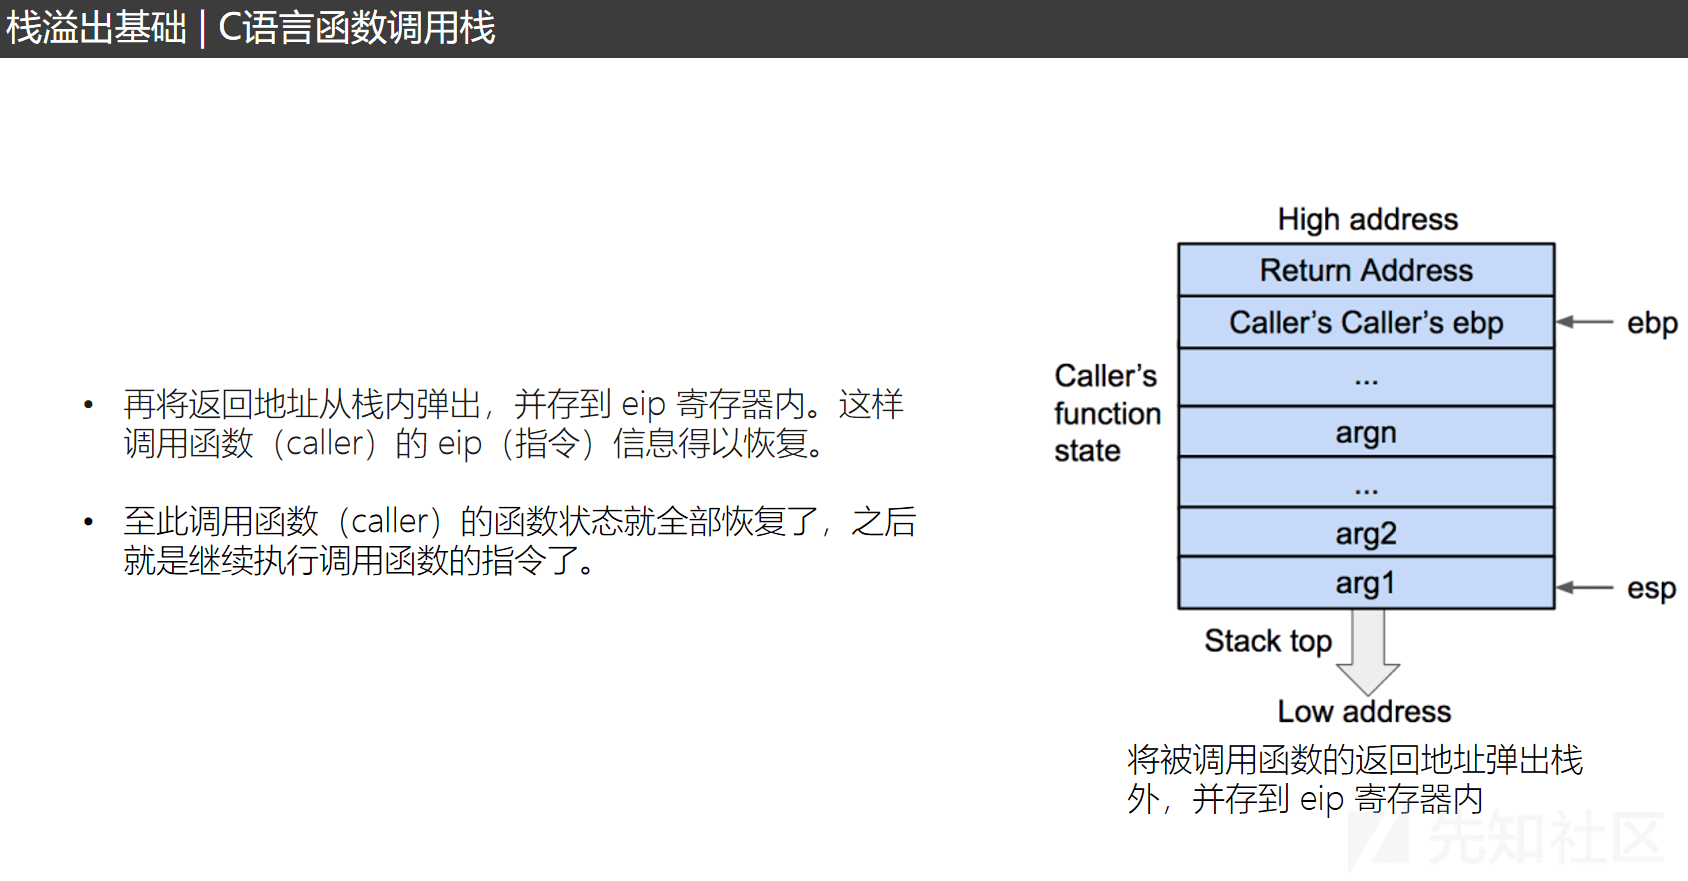 栈溢出基础 | C语言函数调用栈
• 再将返回地址从栈内弹出，并存到 eip 寄存器内。这样
调用函数（caller）的 eip（指令）信息得以恢复。
• 至此调用函数（caller）的函数状态就全部恢复了，之后
就是继续执行调用函数的指令了。
High address
Return Address
Caller’s Caller’s ebp
ebp
...
Caller’s
function
state
argn
...
arg2
arg1
esp
Stack top
Low address
将被调用函数的返回地址弹出栈
外，并存到 eip 寄存器内
先知社区